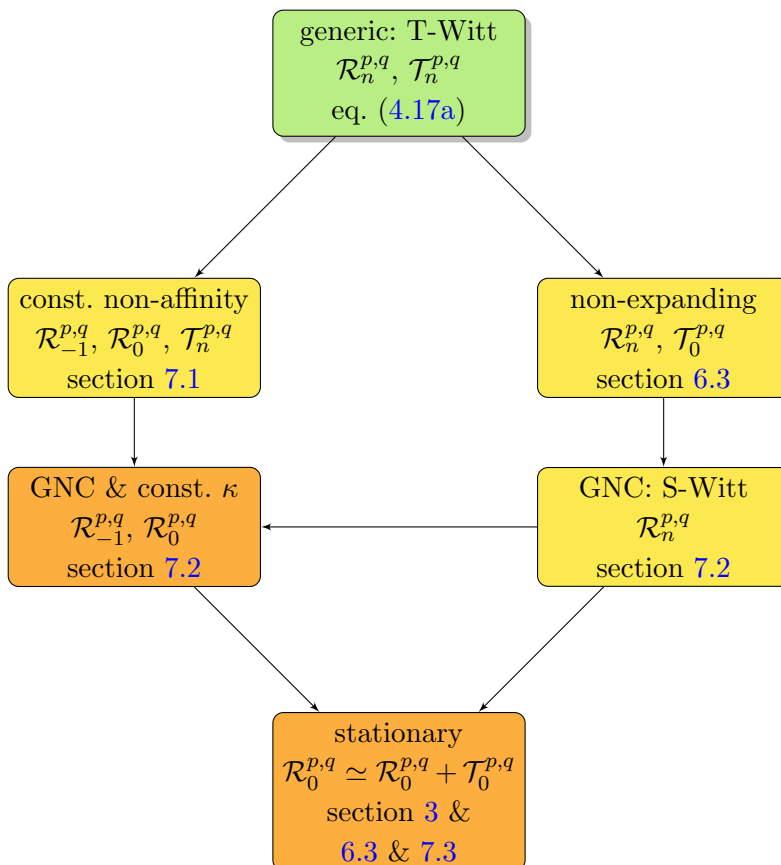 generic: T-Witt
$\mathcal{R}_n^{p,q}$, $\mathcal{T}_n^{p,q}$
eq. (4.17a)
const. non-affinity
$\mathcal{R}_{-1}^{p,q}$, $\mathcal{R}_0^{p,q}$, $\mathcal{T}_n^{p,q}$
section 7.1
non-expanding
$\mathcal{R}_n^{p,q}$, $\mathcal{T}_0^{p,q}$
section 6.3
GNC & const. $\kappa$
$\mathcal{R}_{-1}^{p,q}$, $\mathcal{R}_0^{p,q}$
section 7.2
GNC: S-Witt
$\mathcal{R}_n^{p,q}$
section 7.2
stationary
$\mathcal{R}_0^{p,q} \simeq \mathcal{R}_0^{p,q} + \mathcal{T}_0^{p,q}$
section 3 &
6.3 & 7.3